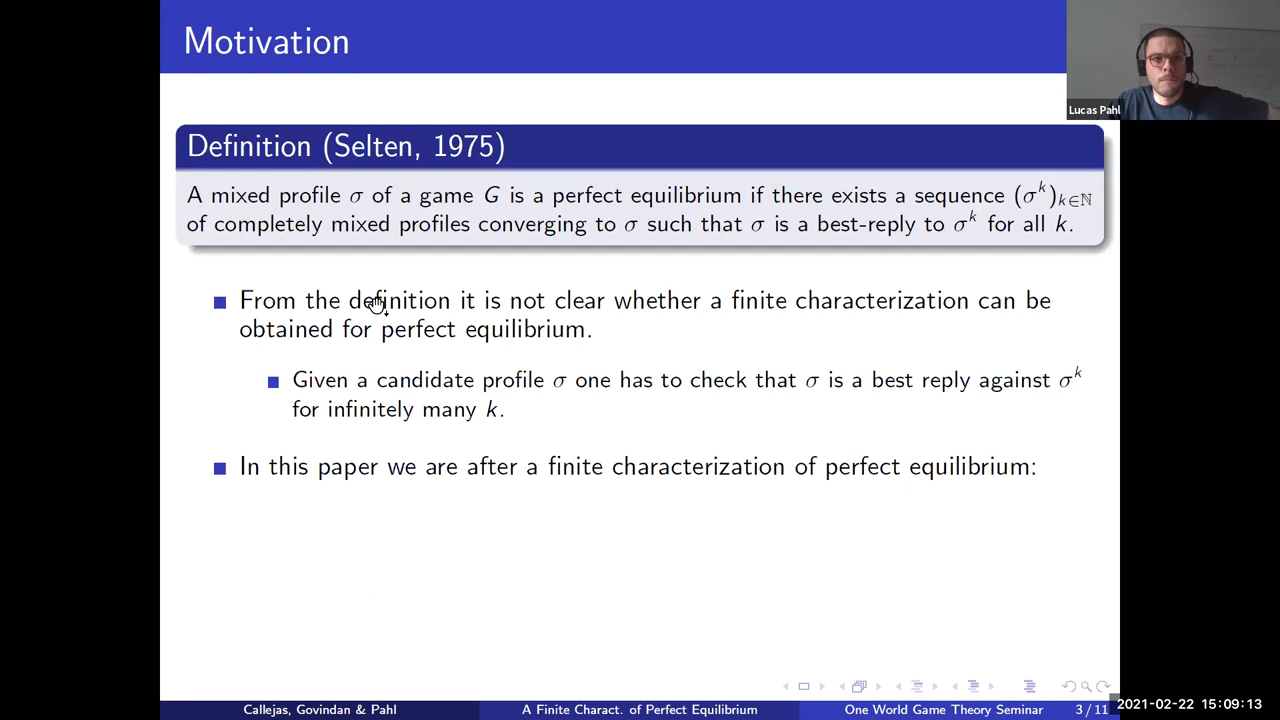 Motivation
Lucas Pahl
Definition (Selten, 1975)
A mixed profile σ of a game G is a perfect equilibrium if there exists a sequence (σ^k)_{k∈ℕ}
of completely mixed profiles converging to σ such that σ is a best-reply to σ^k for all k.
From the definition it is not clear whether a finite characterization can be
obtained for perfect equilibrium.
Given a candidate profile σ one has to check that σ is a best reply against σ^k
for infinitely many k.
In this paper we are after a finite characterization of perfect equilibrium:
Callejas, Govindan & Pahl
A Finite Charact. of Perfect Equilibrium
One World Game Theory Seminar
3 / 11
2021-02-22 15:09:13